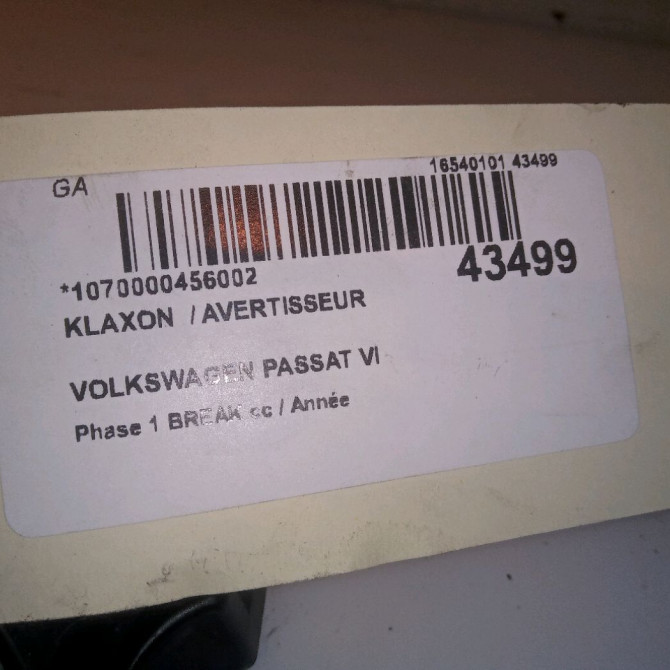 GA
16540101 43499
*1070000456002
43499
KLAXON / AVERTISSEUR
VOLKSWAGEN PASSAT VI
Phase 1 BREAK cc / Année